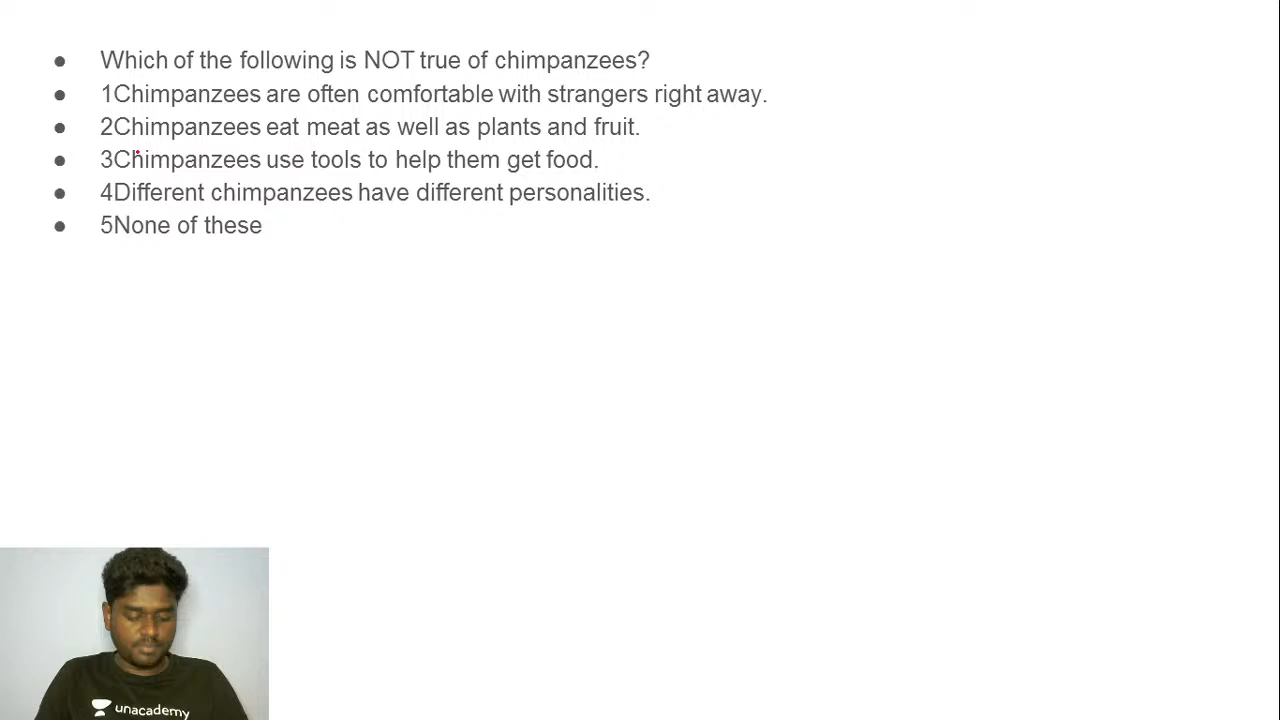 ● Which of the following is NOT true of chimpanzees?
● 1Chimpanzees are often comfortable with strangers right away.
● 2Chimpanzees eat meat as well as plants and fruit.
● 3Chimpanzees use tools to help them get food.
● 4Different chimpanzees have different personalities.
● 5None of these
unacademy